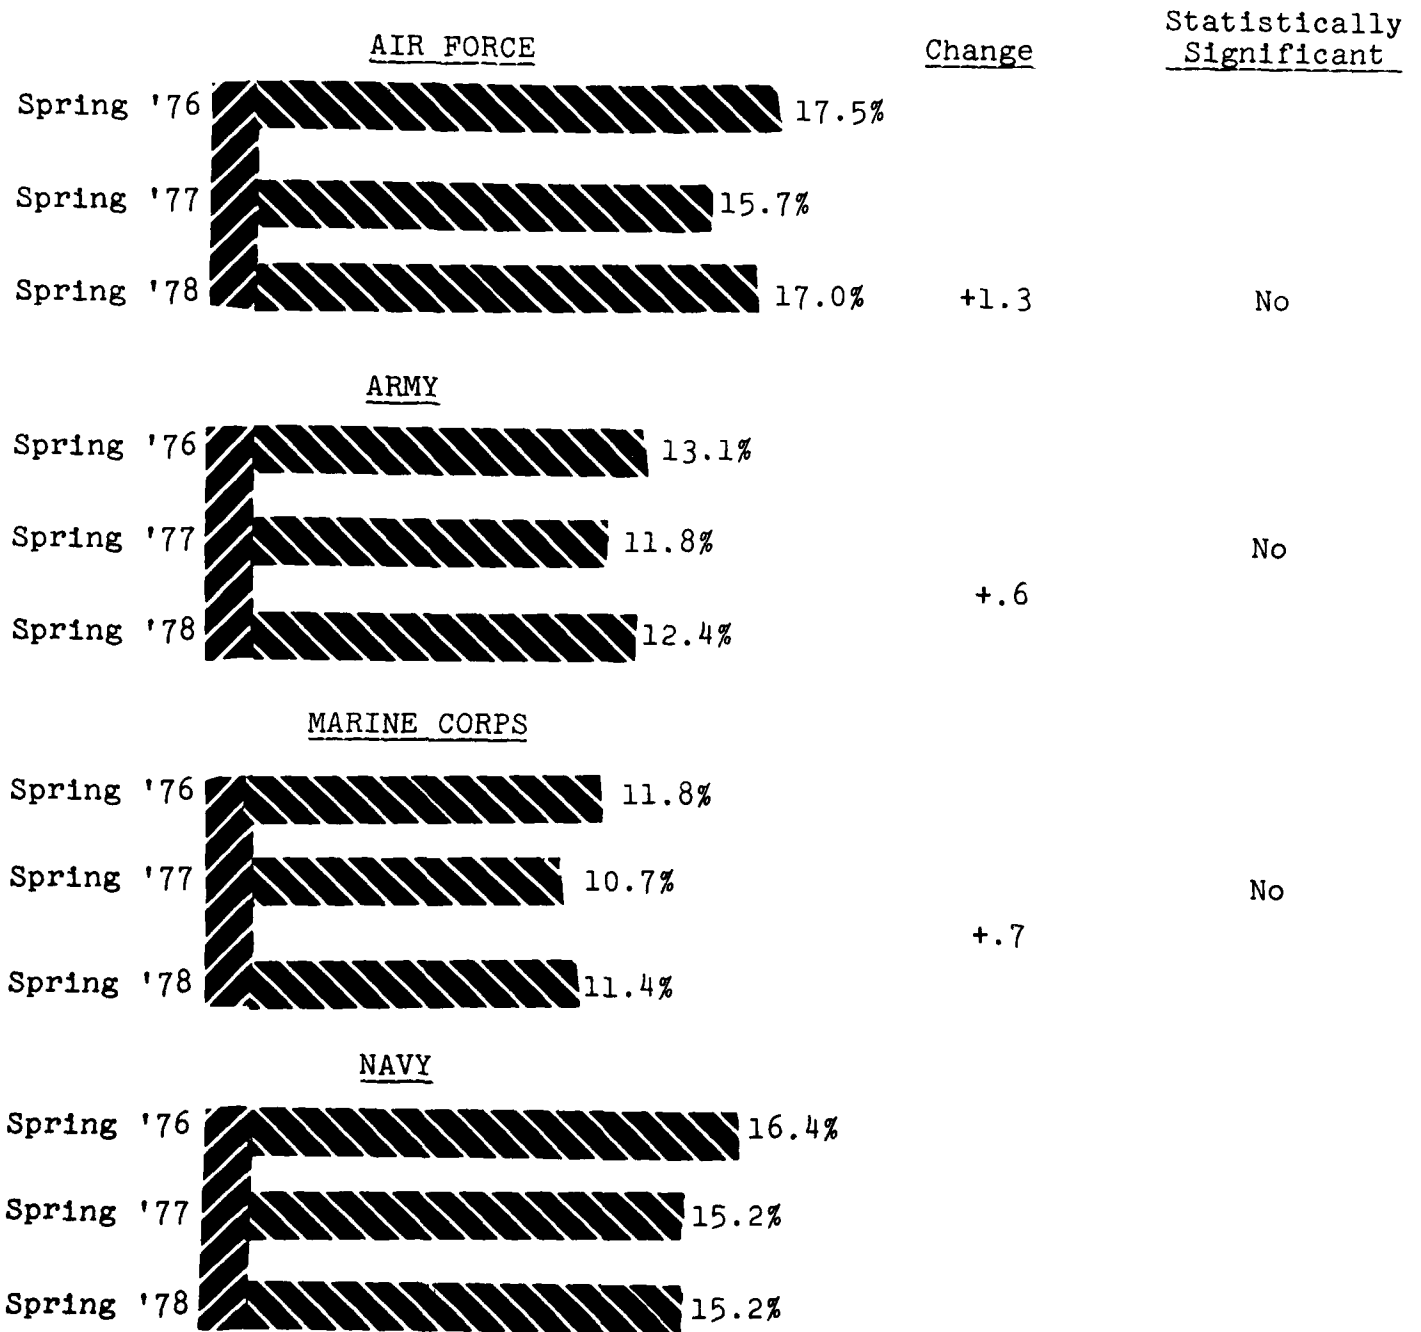 Statistically
AIR FORCE Change Significant
Spring '76 17.5%
Spring '77 15.7%
Spring '78 17.0% +1.3 No
ARMY
Spring '76 13.1%
Spring '77 11.8% No
+.6
Spring '78 12.4%
MARINE CORPS
Spring '76 11.8%
Spring '77 10.7% No
+.7
Spring '78 11.4%
NAVY
Spring '76 16.4%
Spring '77 15.2%
Spring '78 15.2%